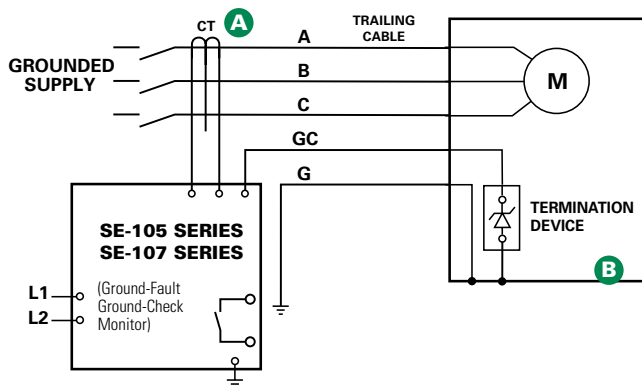 CT
A
TRAILING
CABLE
A
GROUNDED
SUPPLY
B
M
C
GC
G
SE-105 SERIES
SE-107 SERIES
TERMINATION
DEVICE
B
L1
(Ground-Fault
Ground-Check
Monitor)
L2